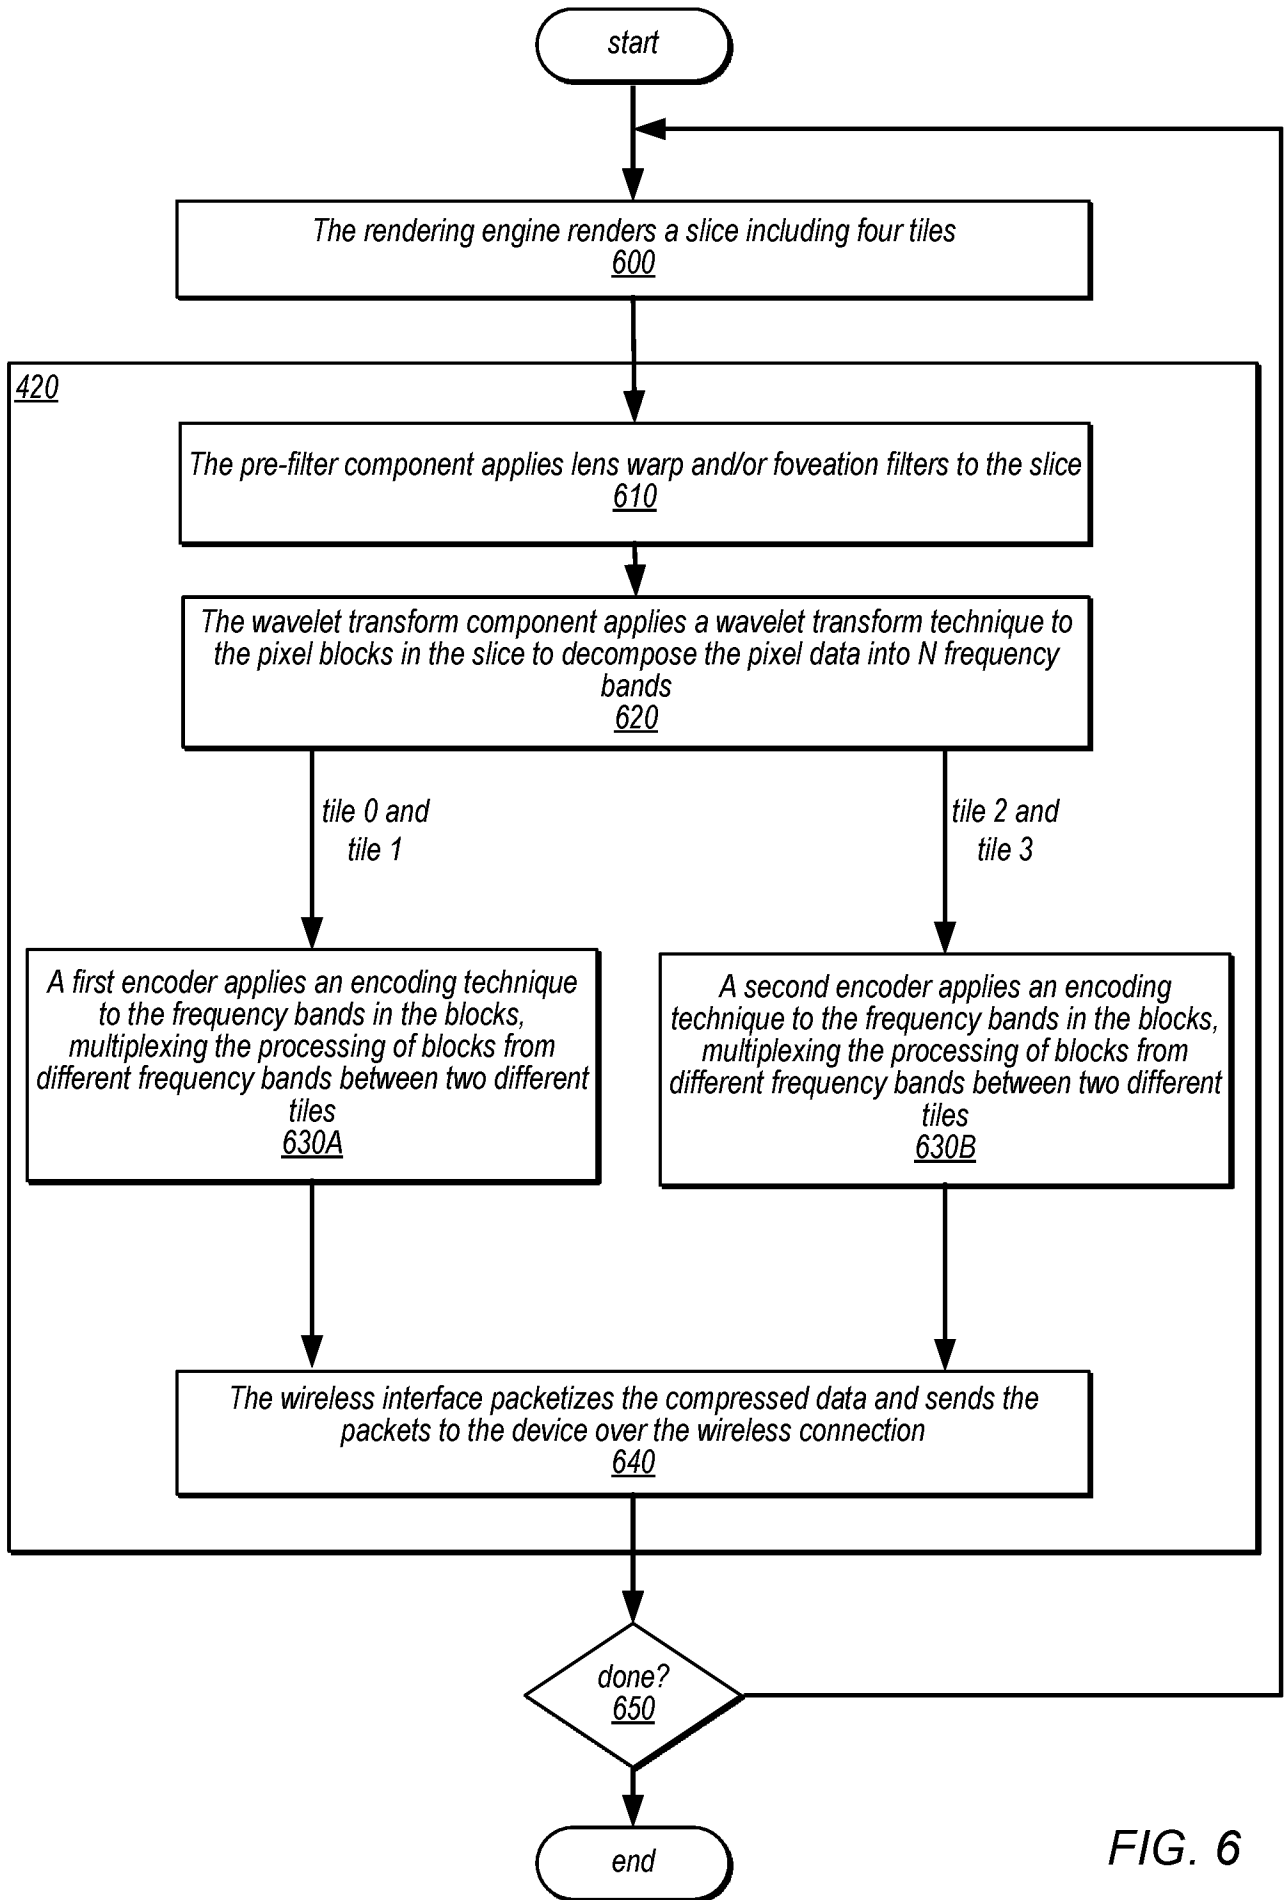 start
The rendering engine renders a slice including four tiles
600
420
The pre-filter component applies lens warp and/or foveation filters to the slice
610
The wavelet transform component applies a wavelet transform technique to
the pixel blocks in the slice to decompose the pixel data into N frequency
bands
620
tile 0 and
tile 1
tile 2 and
tile 3
A first encoder applies an encoding technique
to the frequency bands in the blocks,
multiplexing the processing of blocks from
different frequency bands between two different
tiles
630A
A second encoder applies an encoding
technique to the frequency bands in the blocks,
multiplexing the processing of blocks from
different frequency bands between two different
tiles
630B
The wireless interface packetizes the compressed data and sends the
packets to the device over the wireless connection
640
done?
650
end
FIG. 6